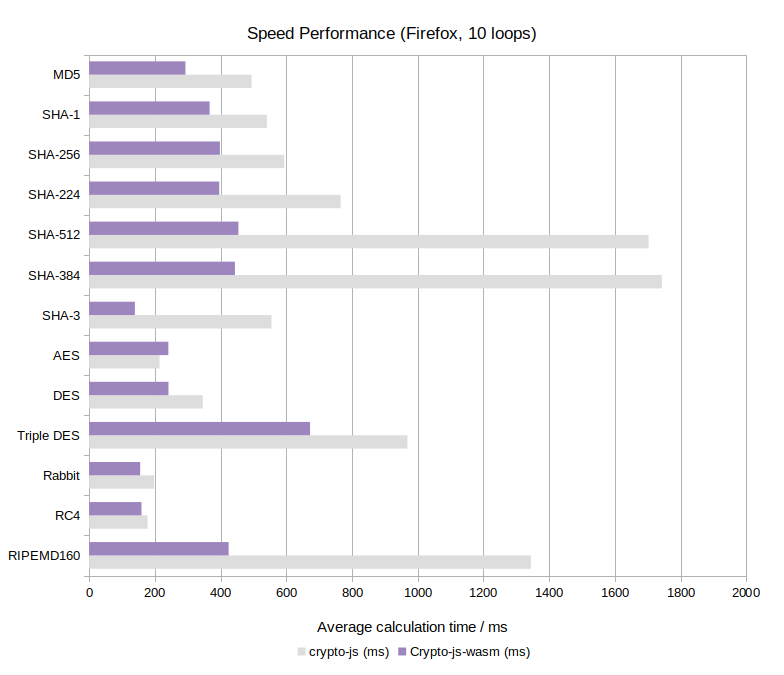 Speed Performance (Firefox, 10 loops)
MD5
SHA-1
SHA-256
SHA-224
SHA-512
SHA-384
SHA-3
AES
DES
Triple DES
Rabbit
RC4
RIPEMD160
0 200 400 600 800 1000 1200 1400 1600 1800 2000
Average calculation time / ms
crypto-js (ms) Crypto-js-wasm (ms)